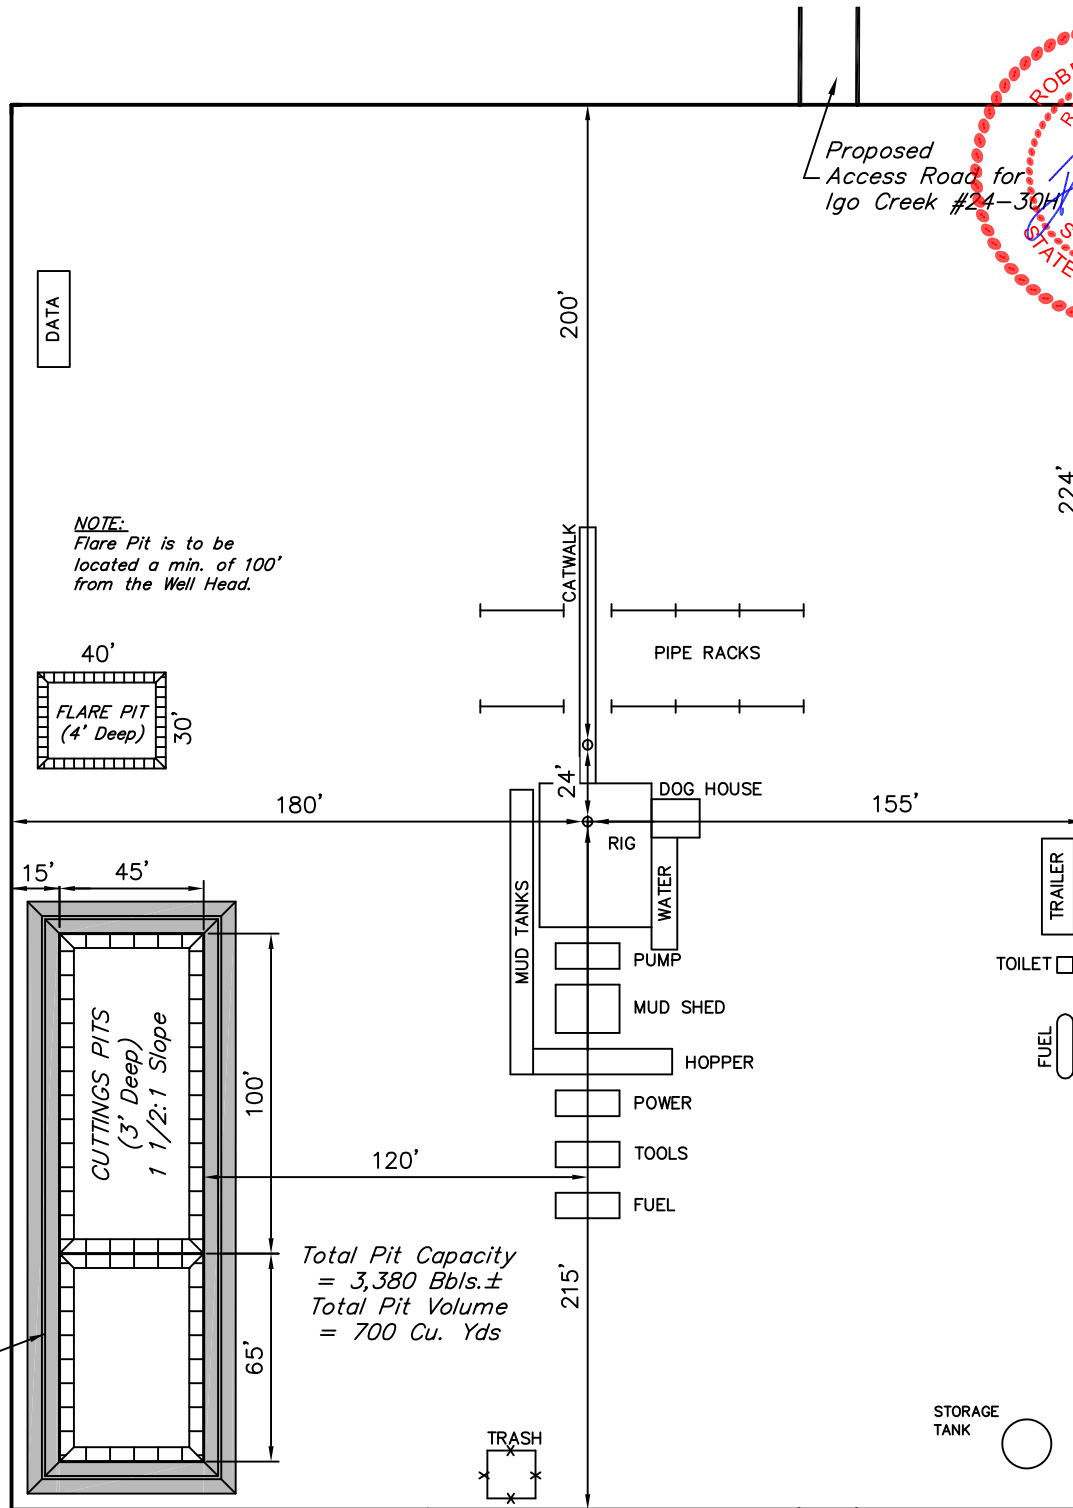 Proposed
Access Road for
Igo Creek #24-30H
DATA
200'
224'
NOTE:
Flare Pit is to be
located a min. of 100'
from the Well Head.
CATWALK
PIPE RACKS
40'
FLARE PIT
(4' Deep)
30'
24'
DOG HOUSE
180'
155'
RIG
15'
45'
MUD TANKS
WATER
TRAILER
PUMP
TOILET
MUD SHED
FUEL
HOPPER
CUTTINGS PITS
(3' Deep)
1 1/2:1 Slope
100'
POWER
TOOLS
120'
FUEL
Total Pit Capacity
= 3,380 Bbls.±
Total Pit Volume
= 700 Cu. Yds
215'
65'
STORAGE
TANK
TRASH
STATE